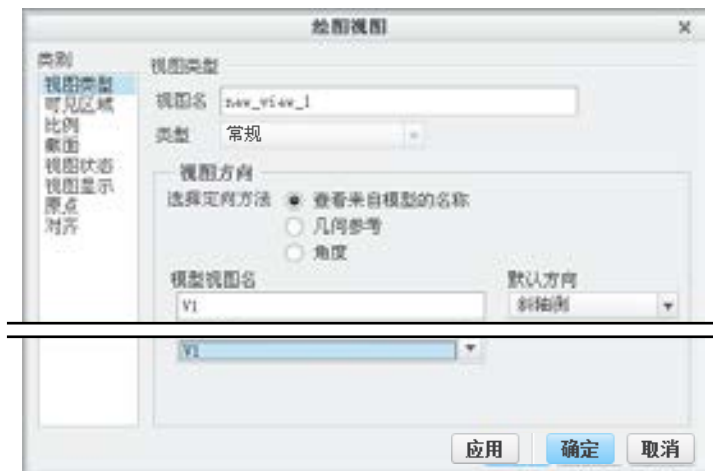 绘图视图
类别
视图类型
可见区域
比例
截面
视图状态
视图显示
原点
对齐
视图类型
视图名 new_view_1
类型 常规
视图方向
选择定向方法 查看来自模型的名称
几何参考
角度
模型视图名 默认方向
V1 斜轴测
V1
应用 确定 取消